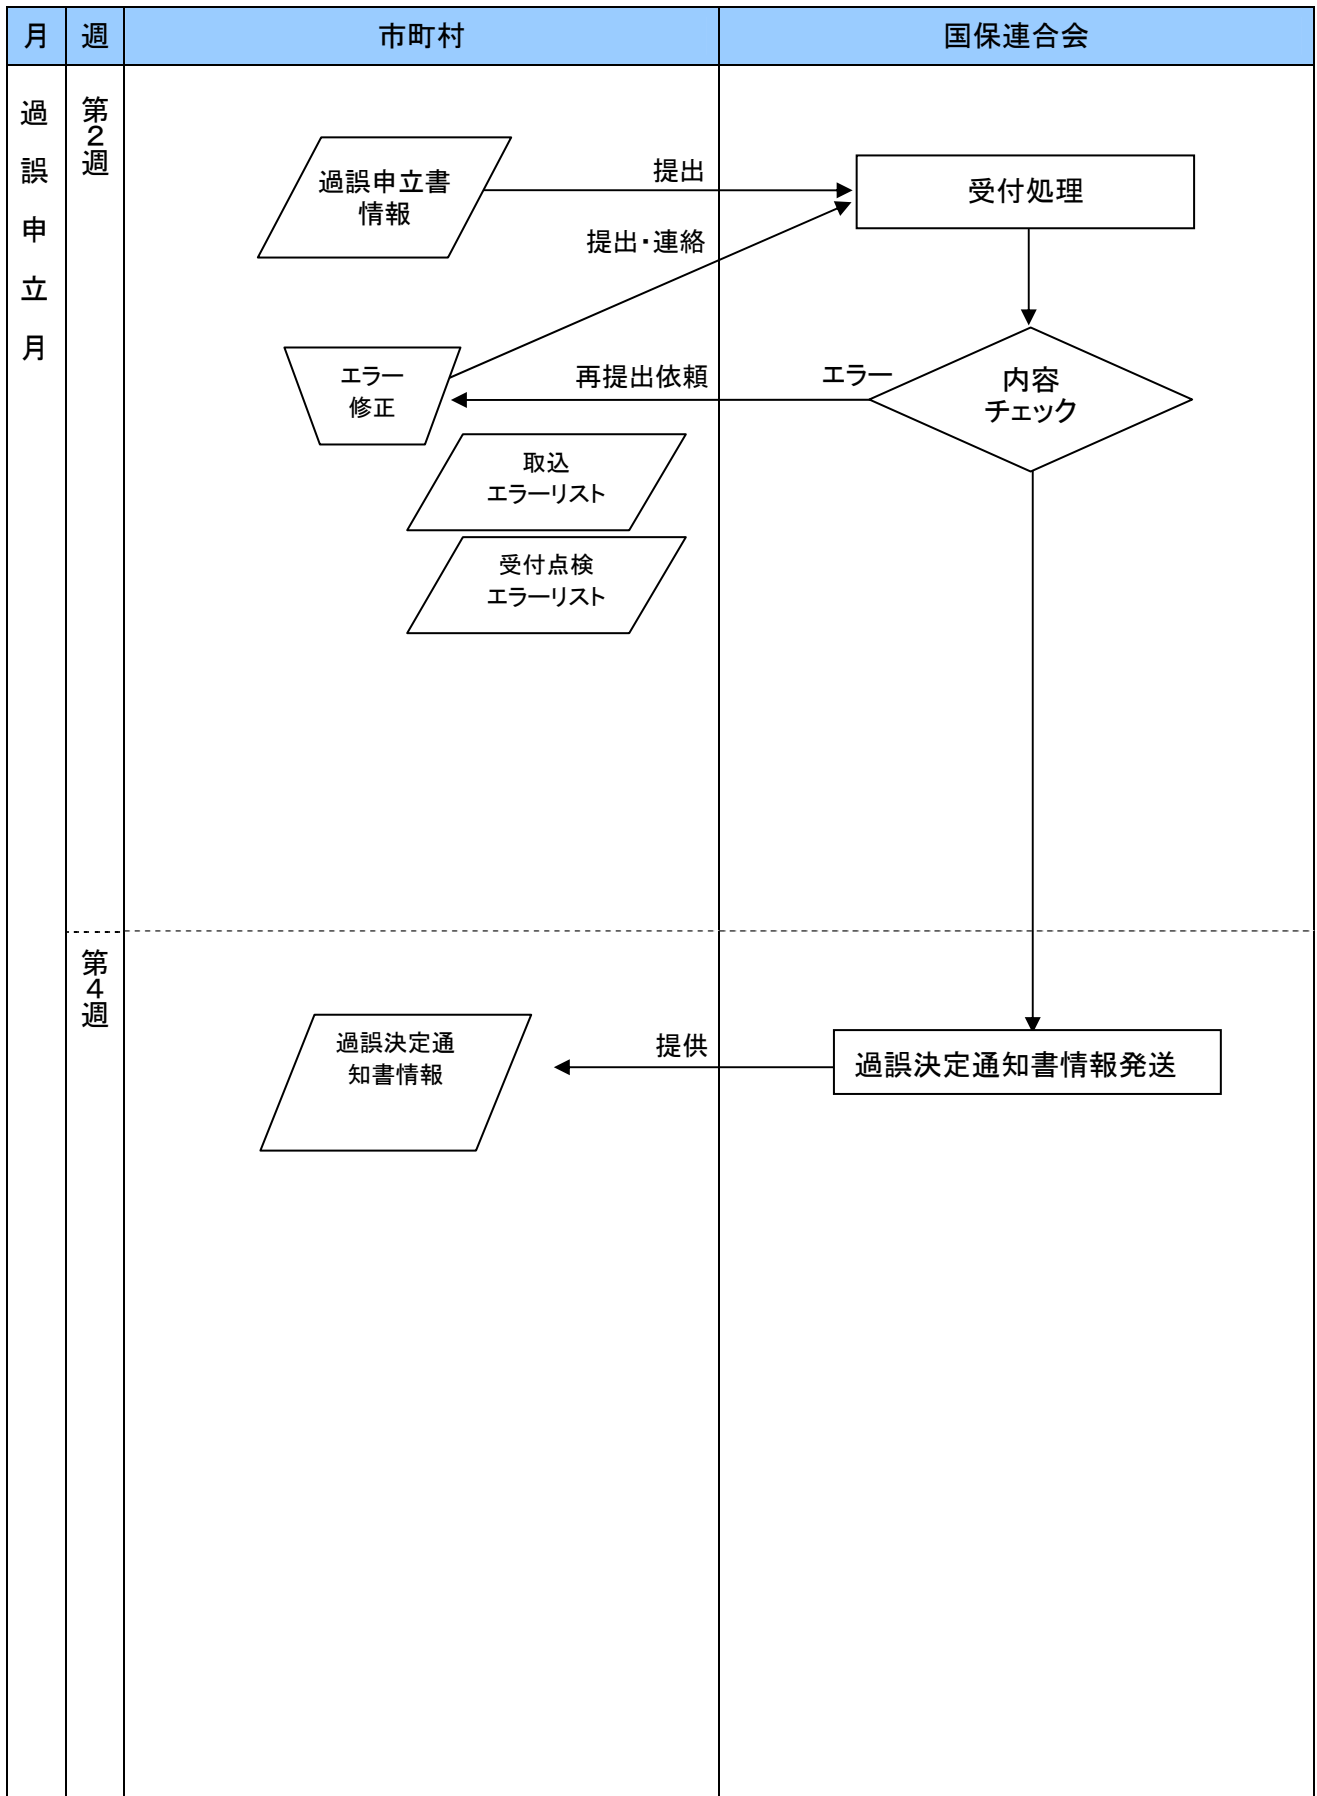 月
週
市町村
国保連合会
過誤申立月
第2週
過誤申立書
情報
提出
受付処理
提出・連絡
エラー
修正
再提出依頼
エラー
内容
チェック
取込
エラーリスト
受付点検
エラーリスト
第4週
過誤決定通
知書情報
提供
過誤決定通知書情報発送